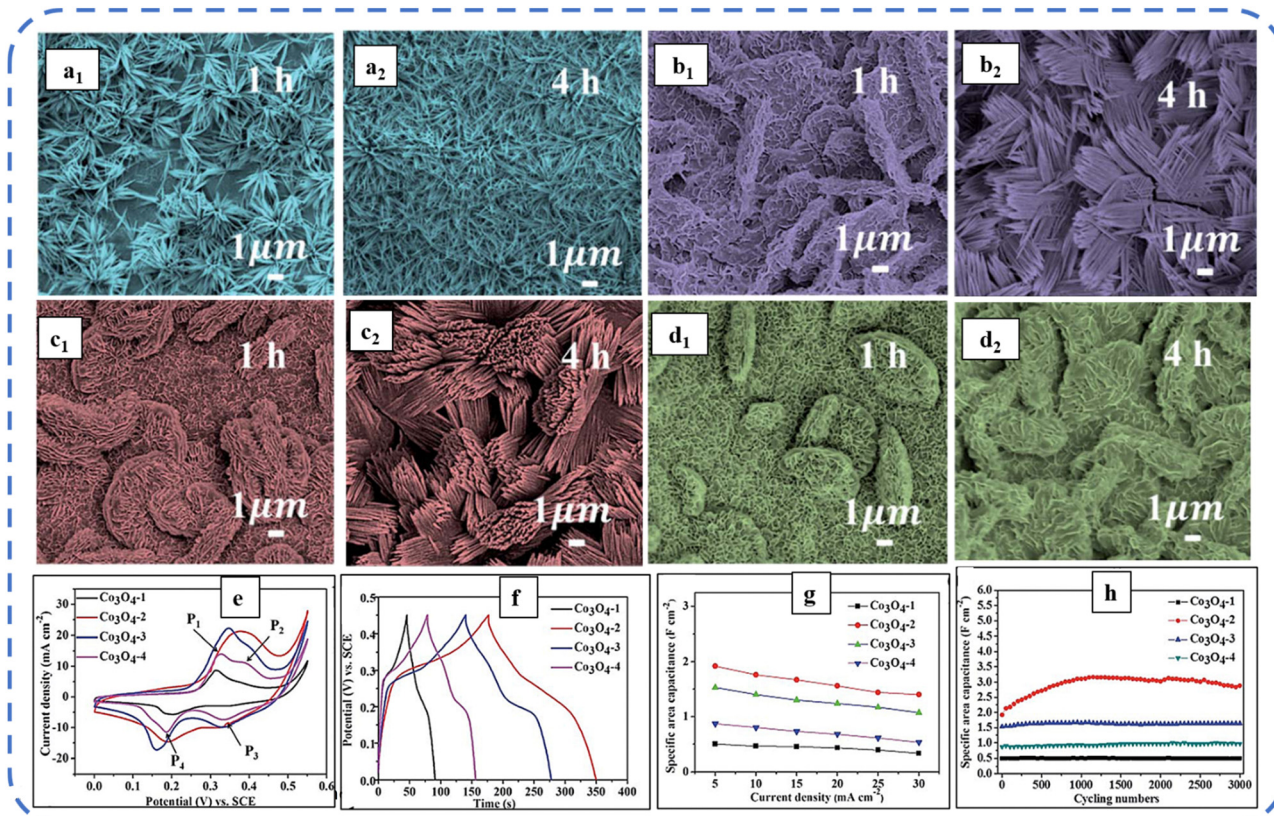 a₁
1 h
1μm
a₂
4 h
1μm
b₁
1 h
1μm
b₂
4 h
1μm
c₁
1 h
1μm
c₂
4 h
1μm
d₁
1 h
1μm
d₂
4 h
1μm
e
Co₃O₄-1
Co₃O₄-2
Co₃O₄-3
Co₃O₄-4
P₁
P₂
P₃
P₄
Current density (mA cm⁻²)
30
20
10
0
-10
-20
0.0 0.1 0.2 0.3 0.4 0.5 0.6
Potential (V) vs. SCE
f
Co₃O₄-1
Co₃O₄-2
Co₃O₄-3
Co₃O₄-4
Potential (V) vs. SCE
0.5
0.4
0.3
0.2
0.1
0.0
0 50 100 150 200 250 300 350 400
Time (s)
g
Co₃O₄-1
Co₃O₄-2
Co₃O₄-3
Co₃O₄-4
Specific area capacitance (F cm⁻²)
3
2
1
0
5 10 15 20 25 30
Current density (mA cm⁻²)
h
Co₃O₄-1
Co₃O₄-2
Co₃O₄-3
Co₃O₄-4
Specific area capacitance (F cm⁻²)
6.0
5.5
5.0
4.5
4.0
3.5
3.0
2.5
2.0
1.5
1.0
0.5
0.0
0 500 1000 1500 2000 2500 3000
Cycling numbers